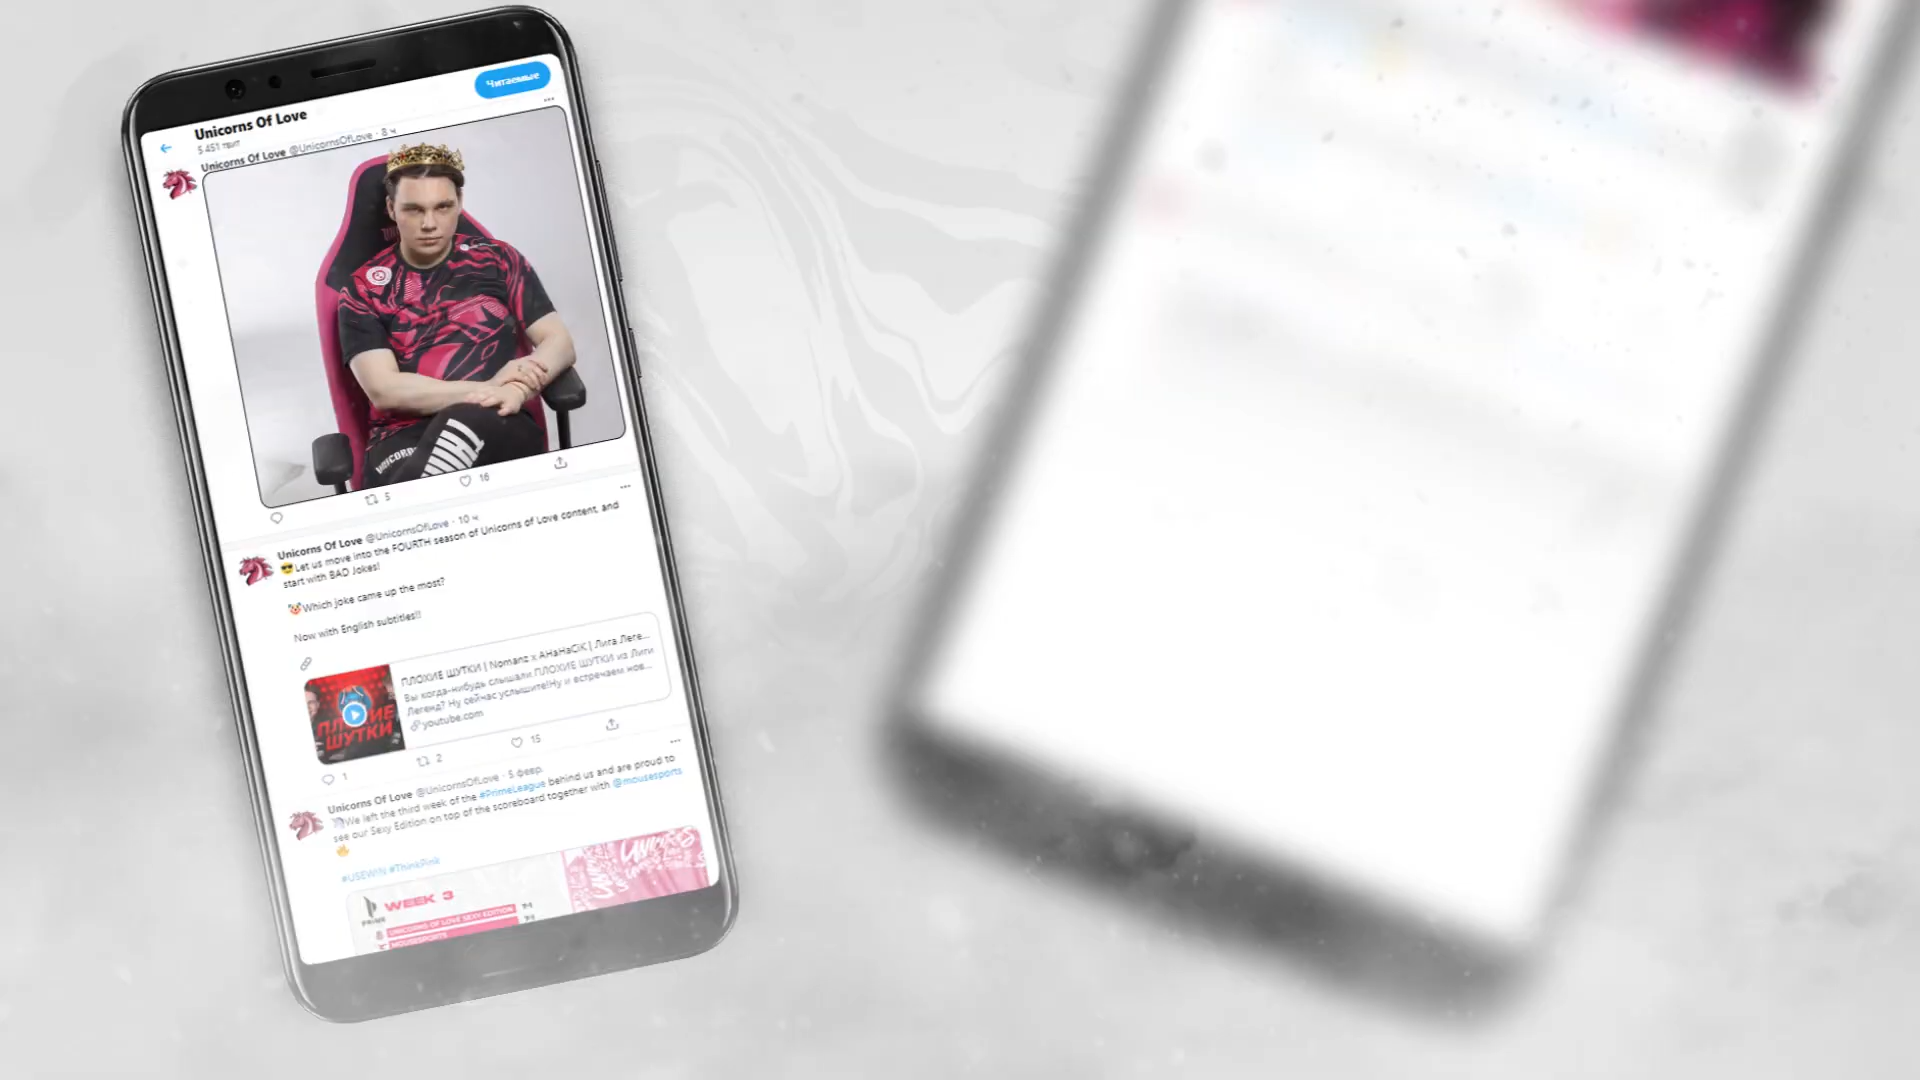 Читаемые
Unicorns Of Love
5 451 твит
Unicorns Of Love @UnicornsOfLove · 8 ч
UNICORN
5
16
Unicorns Of Love @UnicornsOfLove · 10 ч
😎Let us move into the FOURTH season of Unicorns of Love content, and
start with BAD Jokes!
🤡Which joke came up the most?
Now with English subtitles!!
ПЛОХИЕ ШУТКИ | Nomanz x AHaHaCiK | Лига Леге...
Вы когда-нибудь слышали ПЛОХИЕ ШУТКИ из Лиги
Легенд? Ну сейчас услышите!Ну и встречаем нов...
youtube.com
ПЛОХИЕ
ШУТКИ
1
2
15
Unicorns Of Love @UnicornsOfLove · 5 февр.
We left the third week of the #PrimeLeague behind us and are proud to
see our Sexy Edition on top of the scoreboard together with @mousesports
🔥
#USEWIN #ThinkPink
WEEK 3
UNICORNS OF LOVE SEXY EDITION
MOUSESPORTS